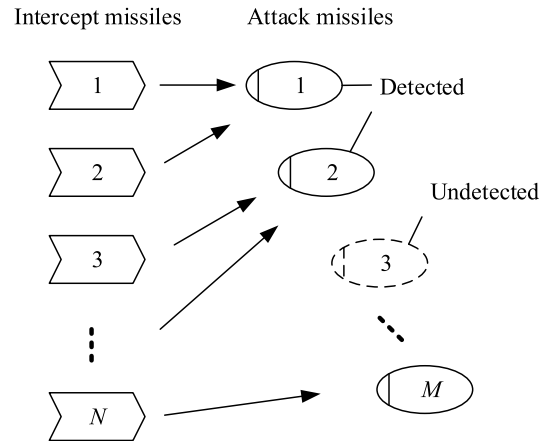 Intercept missiles
Attack missiles
1
1
Detected
2
2
Undetected
3
3
N
M